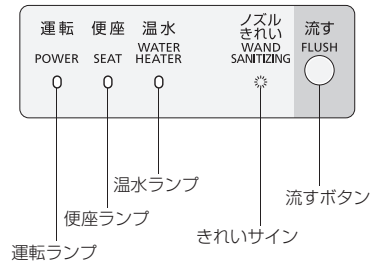 運転 便座 温水 ノズル 流す
きれい
POWER SEAT WATER WAND FLUSH
HEATER SANITIZING
温水ランプ
流すボタン
便座ランプ
きれいサイン
運転ランプ